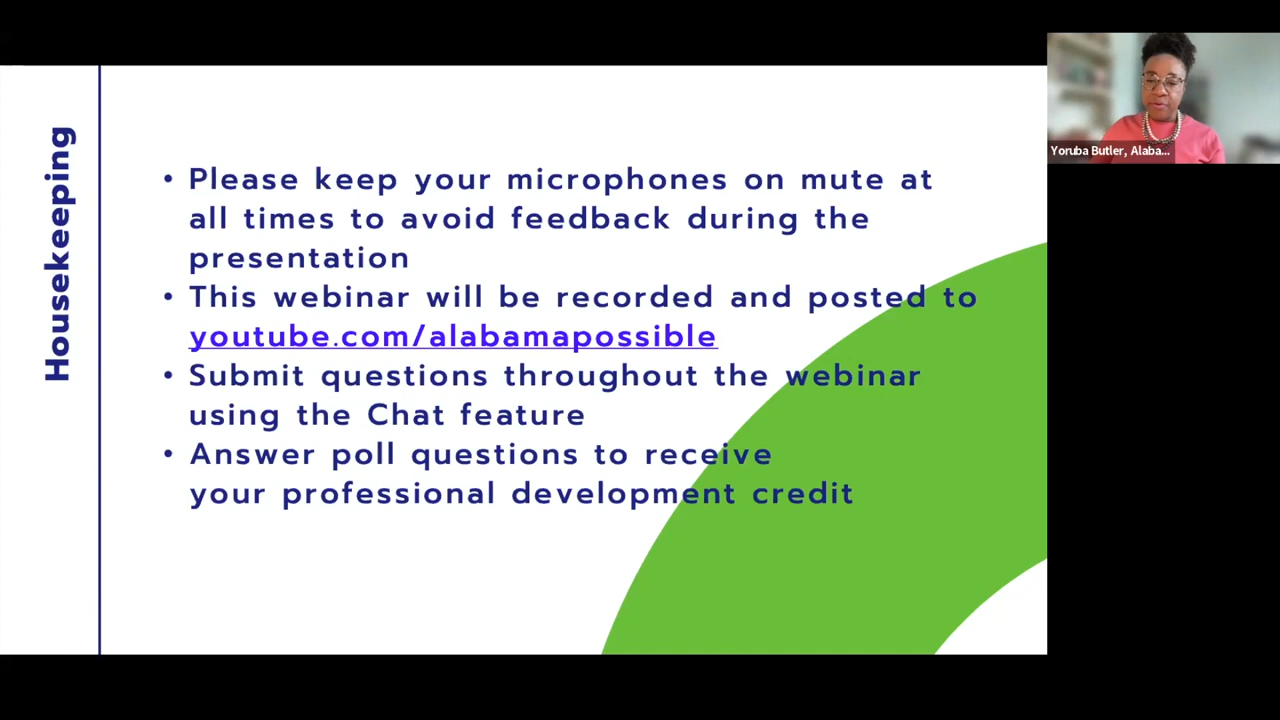 Housekeeping
• Please keep your microphones on mute at
all times to avoid feedback during the
presentation
• This webinar will be recorded and posted to
youtube.com/alabamapossible
• Submit questions throughout the webinar
using the Chat feature
• Answer poll questions to receive
your professional development credit
Yoruba Butler, Alaba...